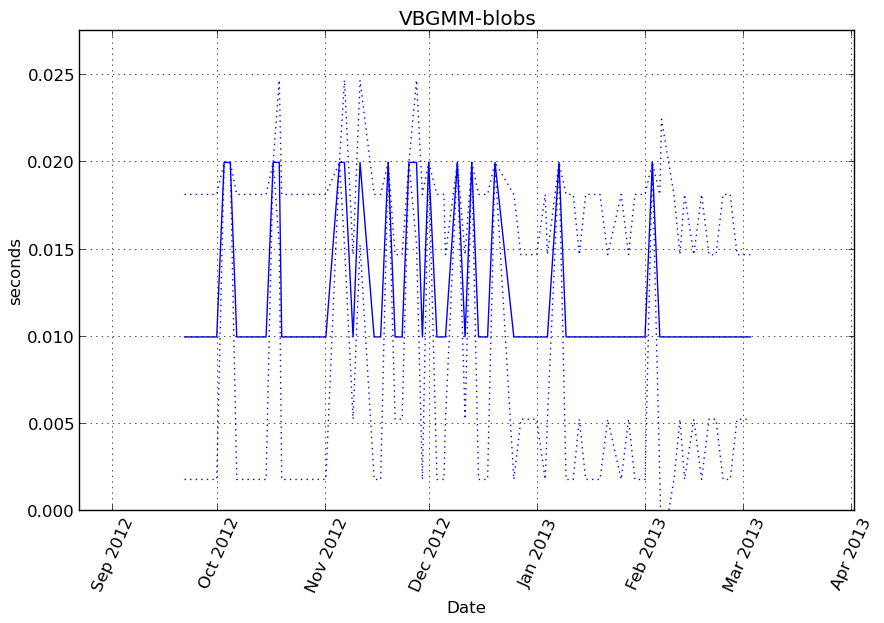 VBGMM-blobs
0.025
0.020
0.015
0.010
0.005
0.000
seconds
Sep 2012
Oct 2012
Nov 2012
Dec 2012
Jan 2013
Feb 2013
Mar 2013
Apr 2013
Date